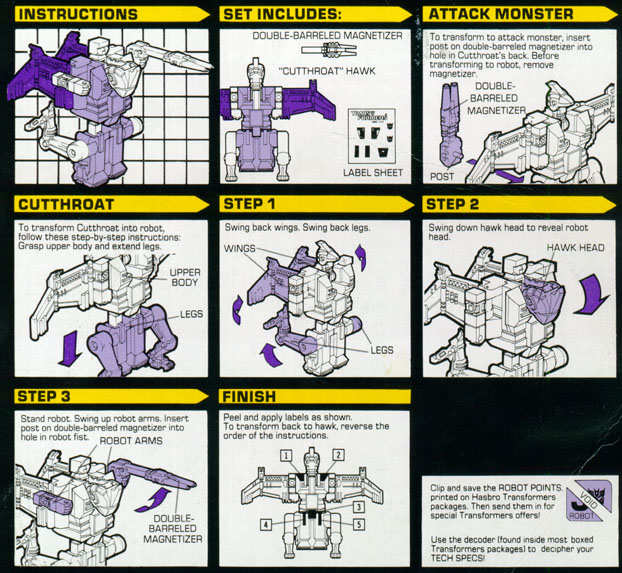 INSTRUCTIONS
SET INCLUDES:
DOUBLE-BARRELED MAGNETIZER
"CUTTHROAT" HAWK
TRANSFORMERS
LABEL SHEET
ATTACK MONSTER
To transform to attack monster, insert
post on double-barreled magnetizer into
hole in Cutthroat's back. Before
transforming to robot, remove
magnetizer.
DOUBLE-
BARRELED
MAGNETIZER
POST
CUTTHROAT
To transform Cutthroat into robot,
follow these step-by-step instructions:
Grasp upper body and extend legs.
UPPER
BODY
LEGS
STEP 1
Swing back wings. Swing back legs.
WINGS
LEGS
STEP 2
Swing down hawk head to reveal robot
head.
HAWK HEAD
STEP 3
Stand robot. Swing up robot arms. Insert
post on double-barreled magnetizer into
hole in robot fist.
ROBOT ARMS
DOUBLE-
BARRELED
MAGNETIZER
FINISH
Peel and apply labels as shown.
To transform back to hawk, reverse the
order of the instructions.
1
2
3
4
5
Clip and save the ROBOT POINTS
printed on Hasbro Transformers
packages. Then send them in for
special Transformers offers!
VOID
ROBOT
Use the decoder (found inside most boxed
Transformers packages) to decipher your
TECH SPECS!